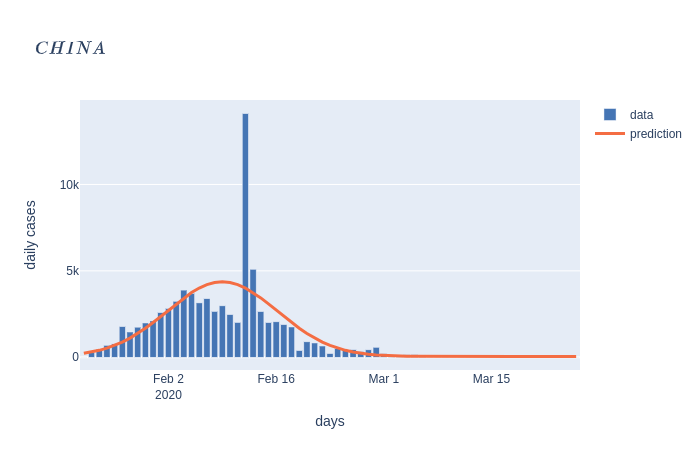 CHINA
data
prediction
daily cases
10k
5k
0
Feb 2
2020
Feb 16
Mar 1
Mar 15
days